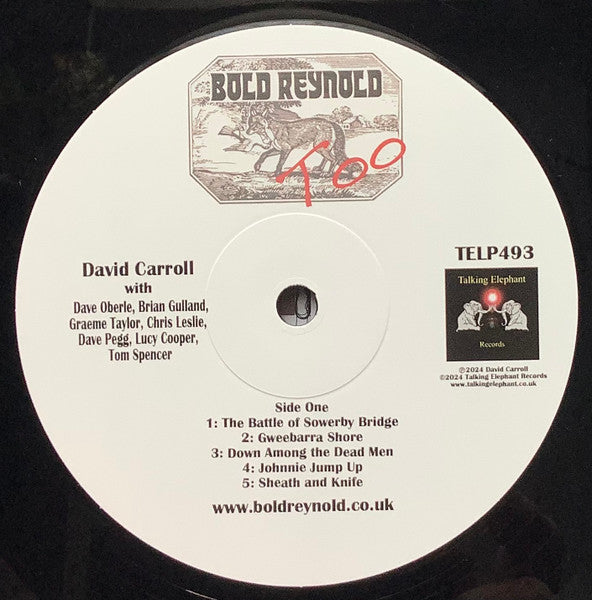 BOLD REYNOLD
Too
David Carroll
with
Dave Oberle, Brian Gulland,
Graeme Taylor, Chris Leslie,
Dave Pegg, Lucy Cooper,
Tom Spencer
TELP493
Talking Elephant
Records
℗2024 David Carroll
©2024 Talking Elephant Records
www.talkingelephant.co.uk
Side One
1: The Battle of Sowerby Bridge
2: Gweebarra Shore
3: Down Among the Dead Men
4: Johnnie Jump Up
5: Sheath and Knife
www.boldreynold.co.uk